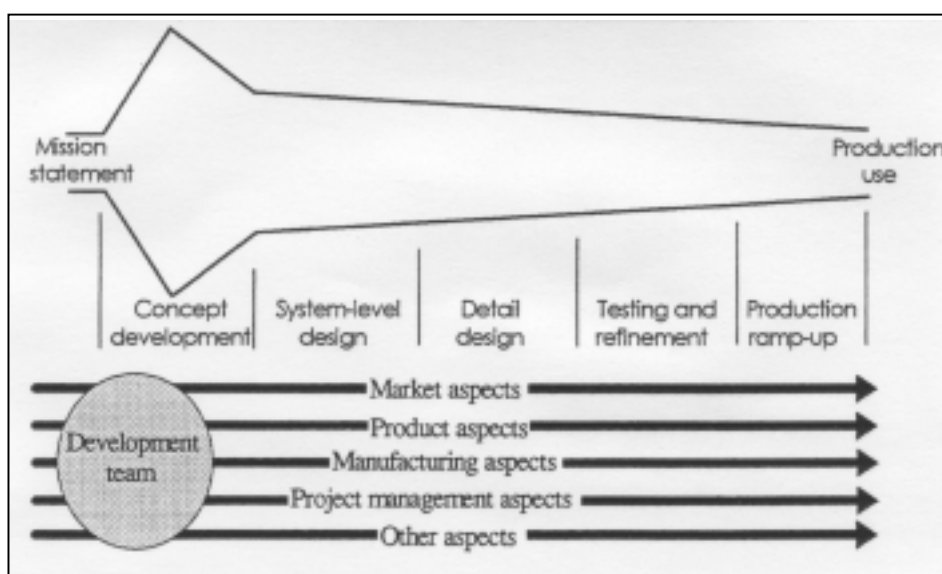 Mission
statement
Production
use
Concept
development
System-level
design
Detail
design
Testing and
refinement
Production
ramp-up
Market aspects
Product aspects
Development
team
Manufacturing aspects
Project management aspects
Other aspects